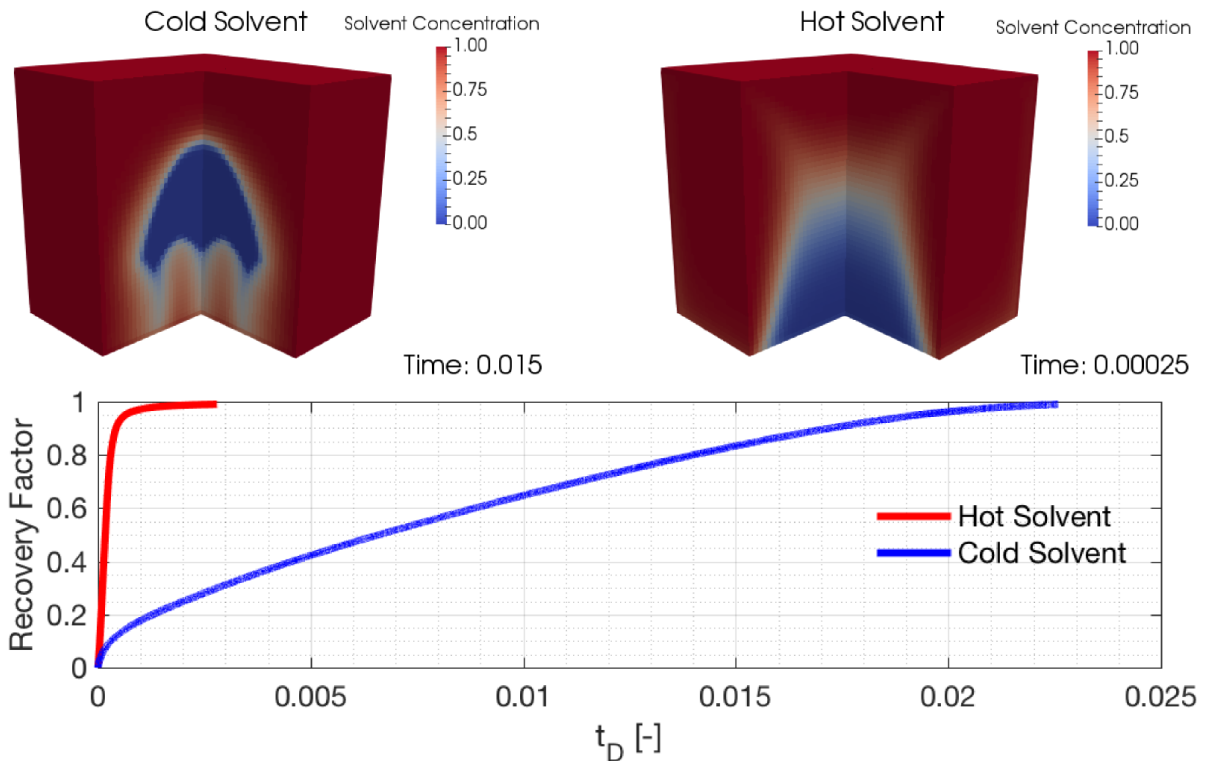 Cold Solvent
Solvent Concentration
1.00
0.75
0.5
0.25
0.00
Time: 0.015
Hot Solvent
Solvent Concentration
1.00
0.75
0.5
0.25
0.00
Time: 0.00025
Recovery Factor
1
0.8
0.6
0.4
0.2
0
Hot Solvent
Cold Solvent
0 0.005 0.01 0.015 0.02 0.025
t_D [-]